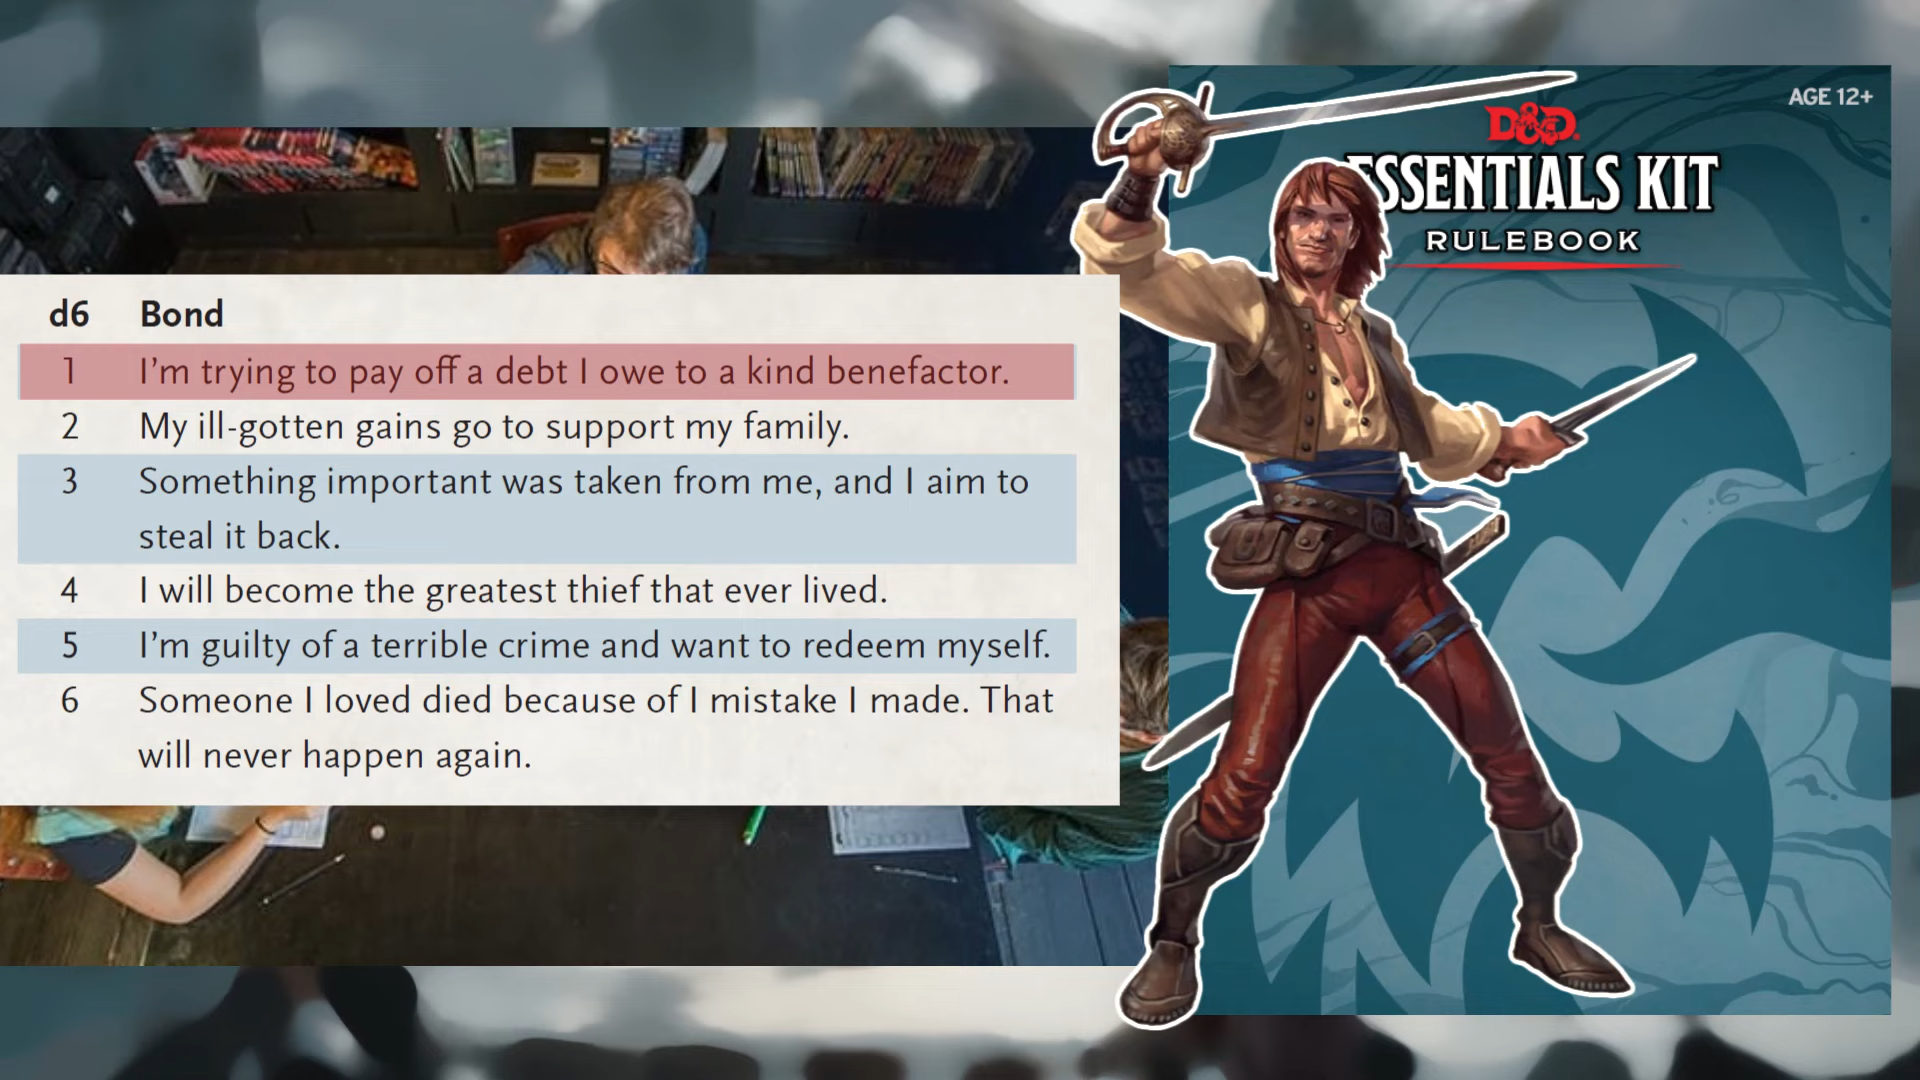 d6 Bond
1 I'm trying to pay off a debt I owe to a kind benefactor.
2 My ill-gotten gains go to support my family.
3 Something important was taken from me, and I aim to
steal it back.
4 I will become the greatest thief that ever lived.
5 I'm guilty of a terrible crime and want to redeem myself.
6 Someone I loved died because of I mistake I made. That
will never happen again.
AGE 12+
D&D
ESSENTIALS KIT
RULEBOOK